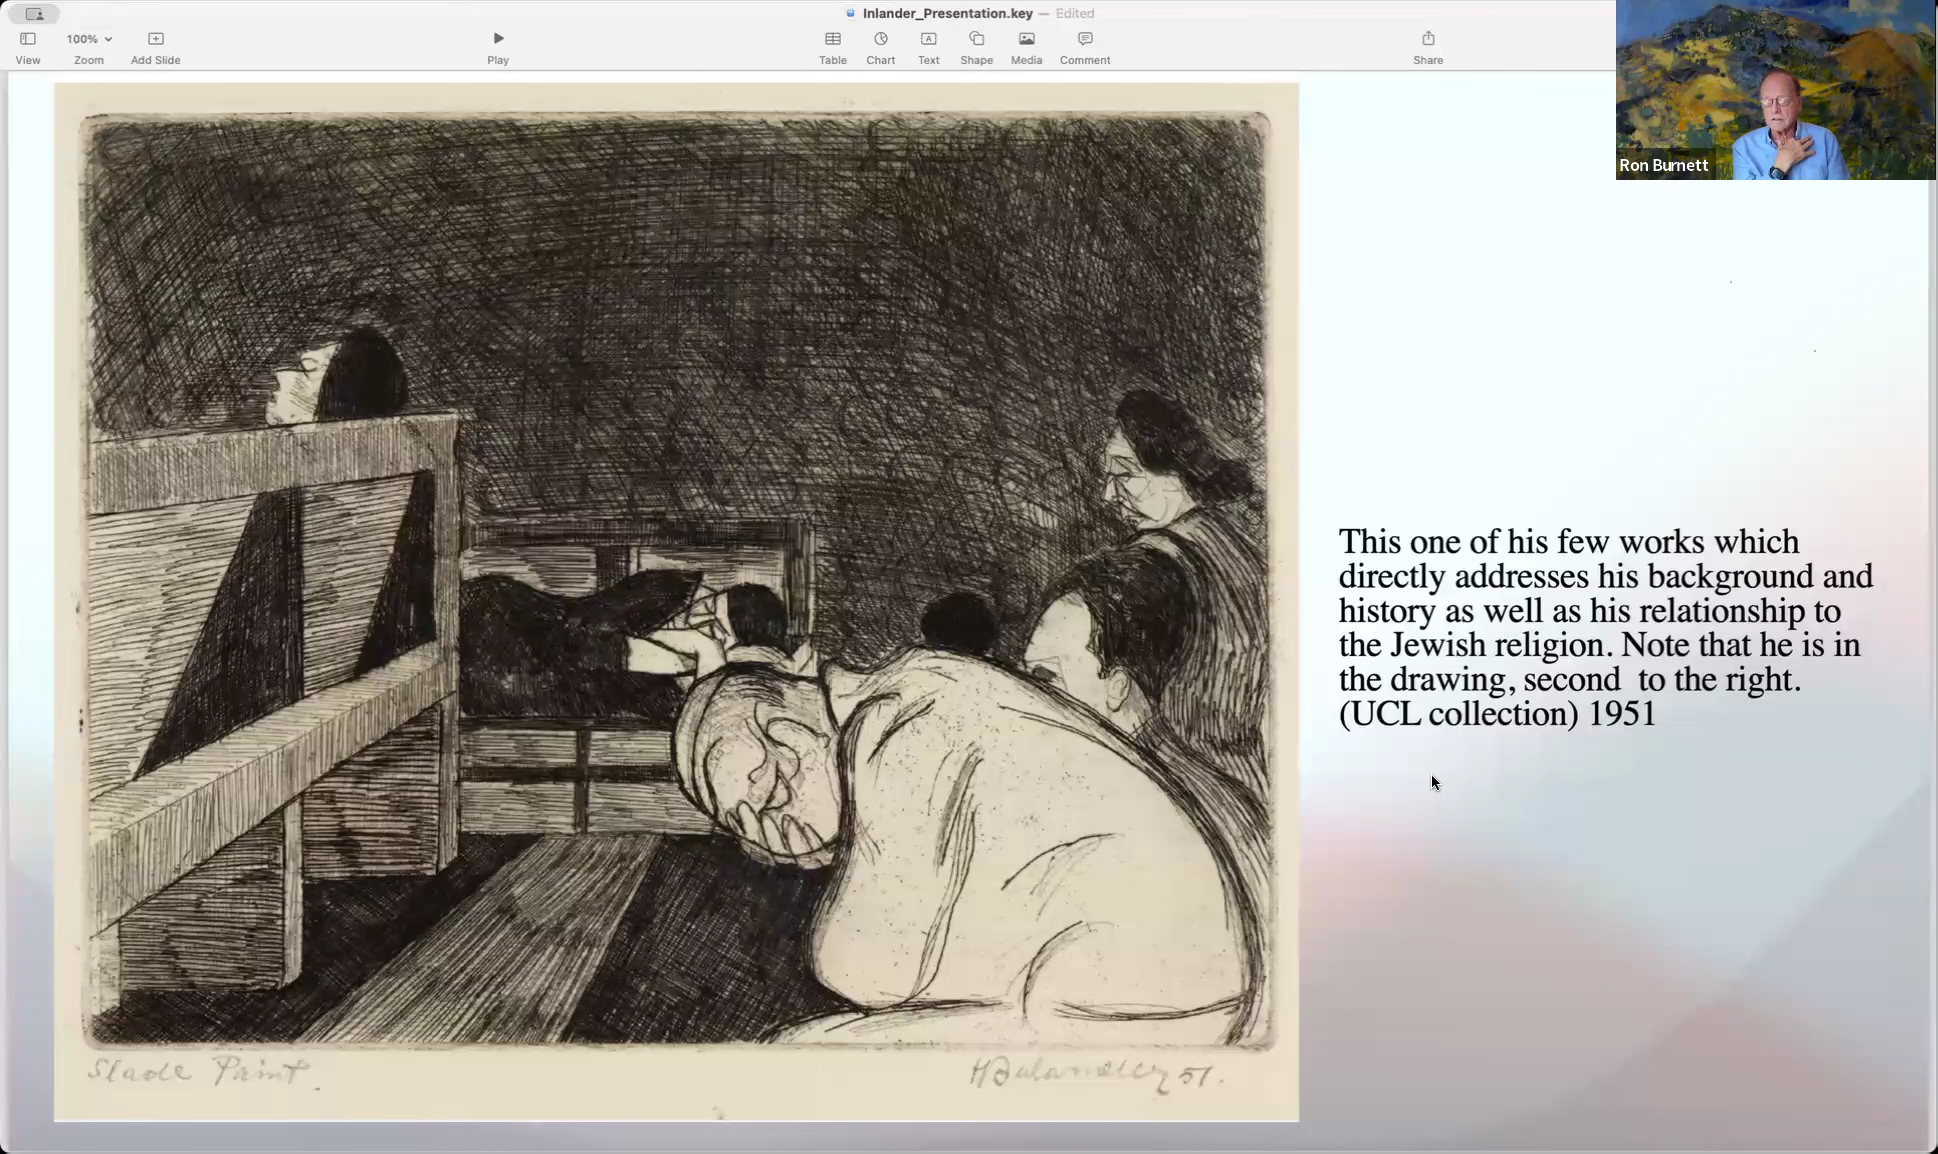 Inlander_Presentation.key — Edited
100%
View
Zoom
Add Slide
Play
Table
Chart
Text
Shape
Media
Comment
Share
Ron Burnett
This one of his few works which
directly addresses his background and
history as well as his relationship to
the Jewish religion. Note that he is in
the drawing, second  to the right.
(UCL collection) 1951
Slade Print.
51.